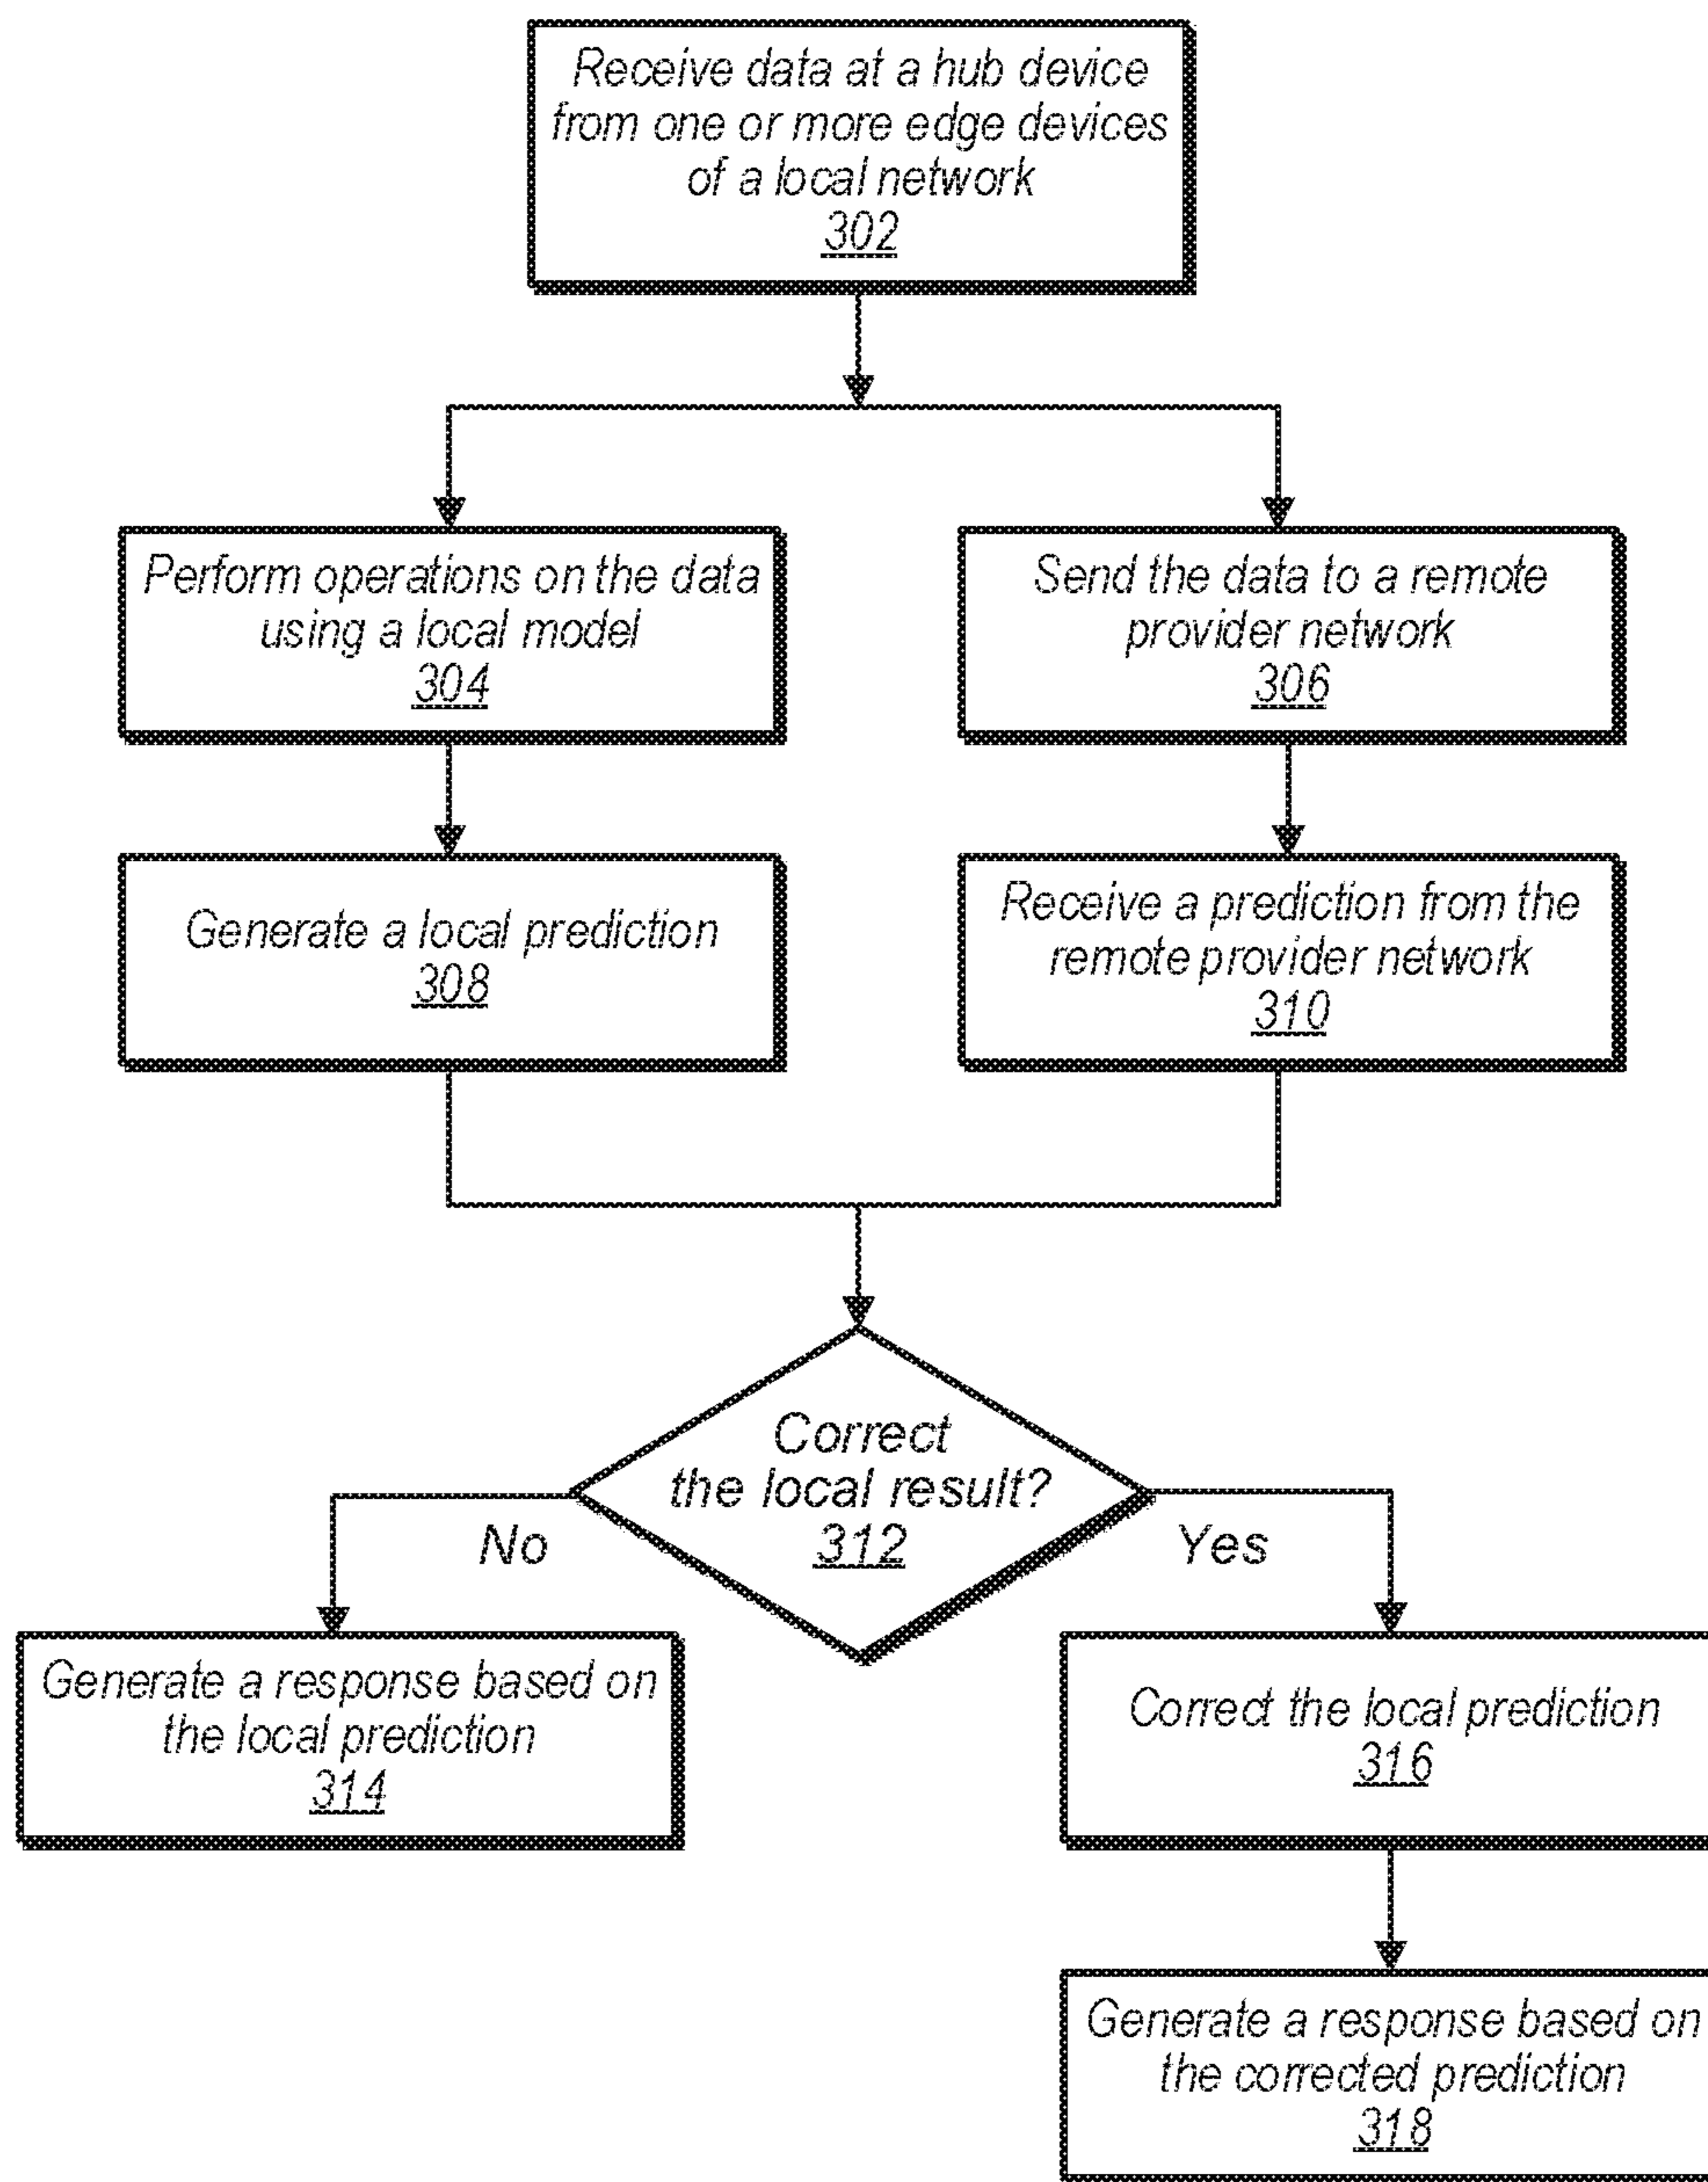 Receive data at a hub device
from one or more edge devices
of a local network
302
Perform operations on the data
using a local model
304
Send the data to a remote
provider network
306
Generate a local prediction
308
Receive a prediction from the
remote provider network
310
Correct
the local result?
312
No
Yes
Generate a response based on
the local prediction
314
Correct the local prediction
316
Generate a response based on
the corrected prediction
318